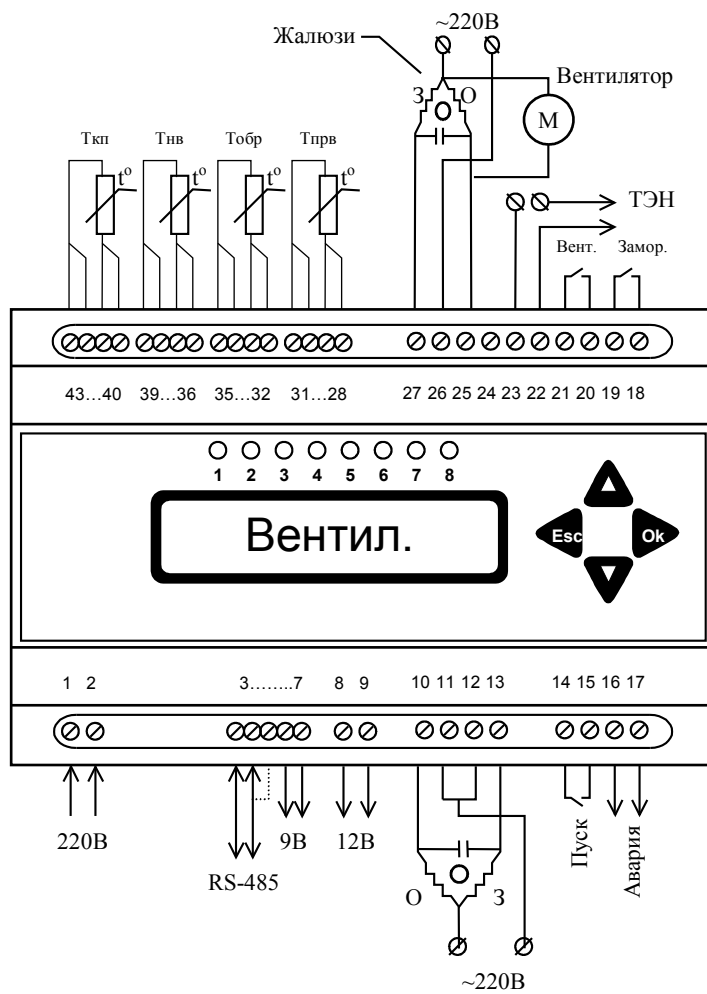 ~220В
Жалюзи
З О
Вентилятор
М
Ткп Тнв Тобр Тпрв
t° t° t° t°
ТЭН
Вент. Замор.
43…40 39…36 35…32 31…28 27 26 25 24 23 22 21 20 19 18
1 2 3 4 5 6 7 8
Вентил.
Esc Ok
1 2 3……..7 8 9 10 11 12 13 14 15 16 17
220В
RS-485
9В
12В
О З
~220В
Пуск
Авария